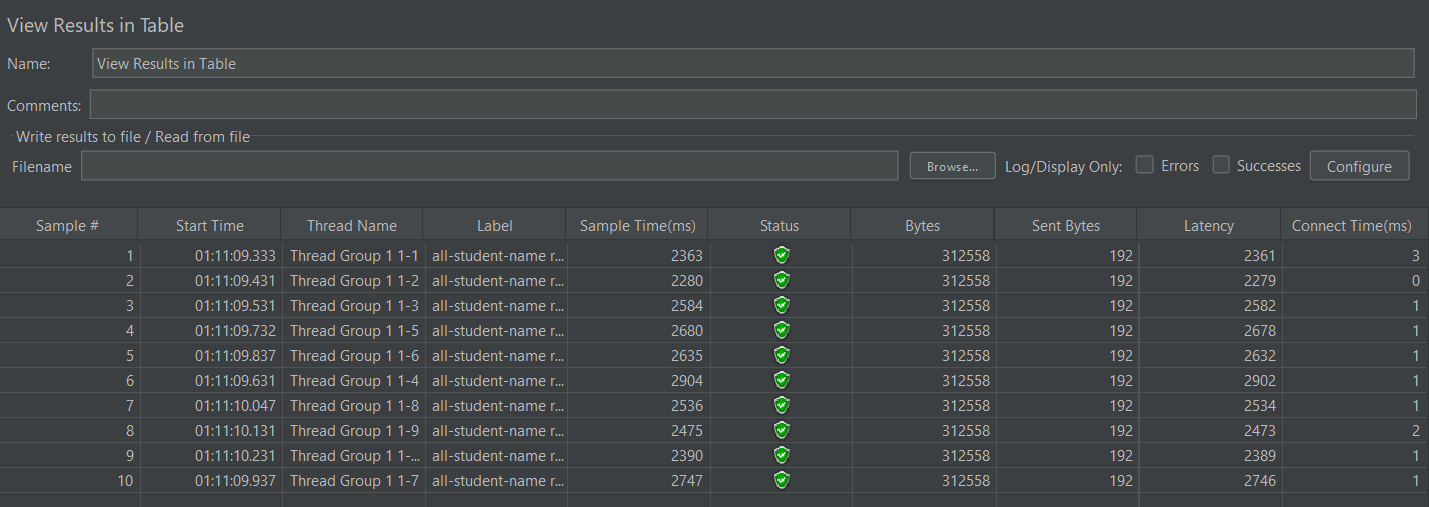 View Results in Table
Name: View Results in Table
Comments:
Write results to file / Read from file
Filename Browse... Log/Display Only: Errors Successes Configure
Sample # Start Time Thread Name Label Sample Time(ms) Status Bytes Sent Bytes Latency Connect Time(ms)
1 01:11:09.333 Thread Group 1 1-1 all-student-name r... 2363 312558 192 2361 3
2 01:11:09.431 Thread Group 1 1-2 all-student-name r... 2280 312558 192 2279 0
3 01:11:09.531 Thread Group 1 1-3 all-student-name r... 2584 312558 192 2582 1
4 01:11:09.732 Thread Group 1 1-5 all-student-name r... 2680 312558 192 2678 1
5 01:11:09.837 Thread Group 1 1-6 all-student-name r... 2635 312558 192 2632 1
6 01:11:09.631 Thread Group 1 1-4 all-student-name r... 2904 312558 192 2902 1
7 01:11:10.047 Thread Group 1 1-8 all-student-name r... 2536 312558 192 2534 1
8 01:11:10.131 Thread Group 1 1-9 all-student-name r... 2475 312558 192 2473 2
9 01:11:10.231 Thread Group 1 1-... all-student-name r... 2390 312558 192 2389 1
10 01:11:09.937 Thread Group 1 1-7 all-student-name r... 2747 312558 192 2746 1